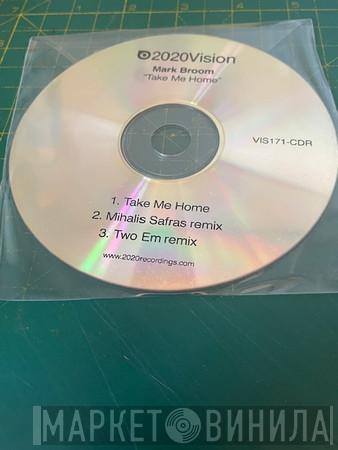 2020Vision
Mark Broom
"Take Me Home"
VIS171-CDR
1. Take Me Home
2. Mihalis Safras remix
3. Two Em remix
www.2020recordings.com
МАРКЕТ ВИНИЛА